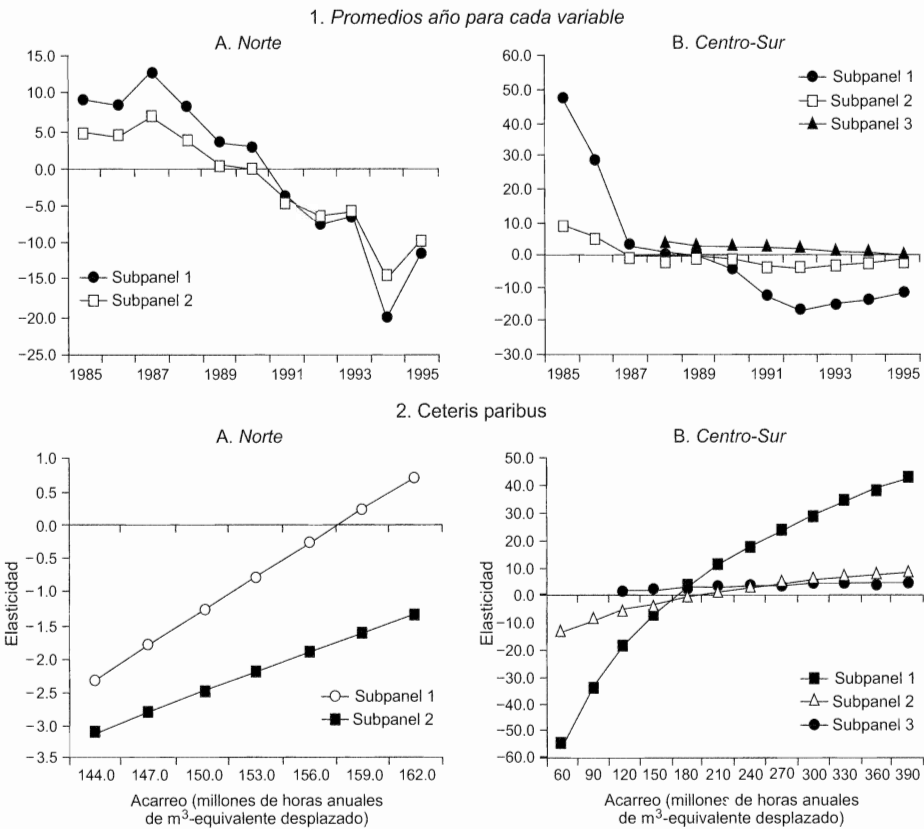 1. Promedios año para cada variable
A. Norte
15.0
10.0
5.0
0.0
−5.0
−10.0
−15.0
−20.0
−25.0
Subpanel 1
Subpanel 2
1985 1987 1989 1991 1993 1995
B. Centro-Sur
60.0
50.0
40.0
30.0
20.0
10.0
0.0
−10.0
−20.0
−30.0
Subpanel 1
Subpanel 2
Subpanel 3
1985 1987 1989 1991 1993 1995
2. Ceteris paribus
A. Norte
Elasticidad
1.0
0.5
0.0
−0.5
−1.0
−1.5
−2.0
−2.5
−3.0
−3.5
Subpanel 1
Subpanel 2
144.0 147.0 150.0 153.0 156.0 159.0 162.0
Acarreo (millones de horas anuales
de m³-equivalente desplazado)
B. Centro-Sur
Elasticidad
50.0
40.0
30.0
20.0
10.0
0.0
−10.0
−20.0
−30.0
−40.0
−50.0
−60.0
Subpanel 1
Subpanel 2
Subpanel 3
60 90 120 150 180 210 240 270 300 330 360 390
Acarreo (millones de horas anuales
de m³-equivalente desplazado)